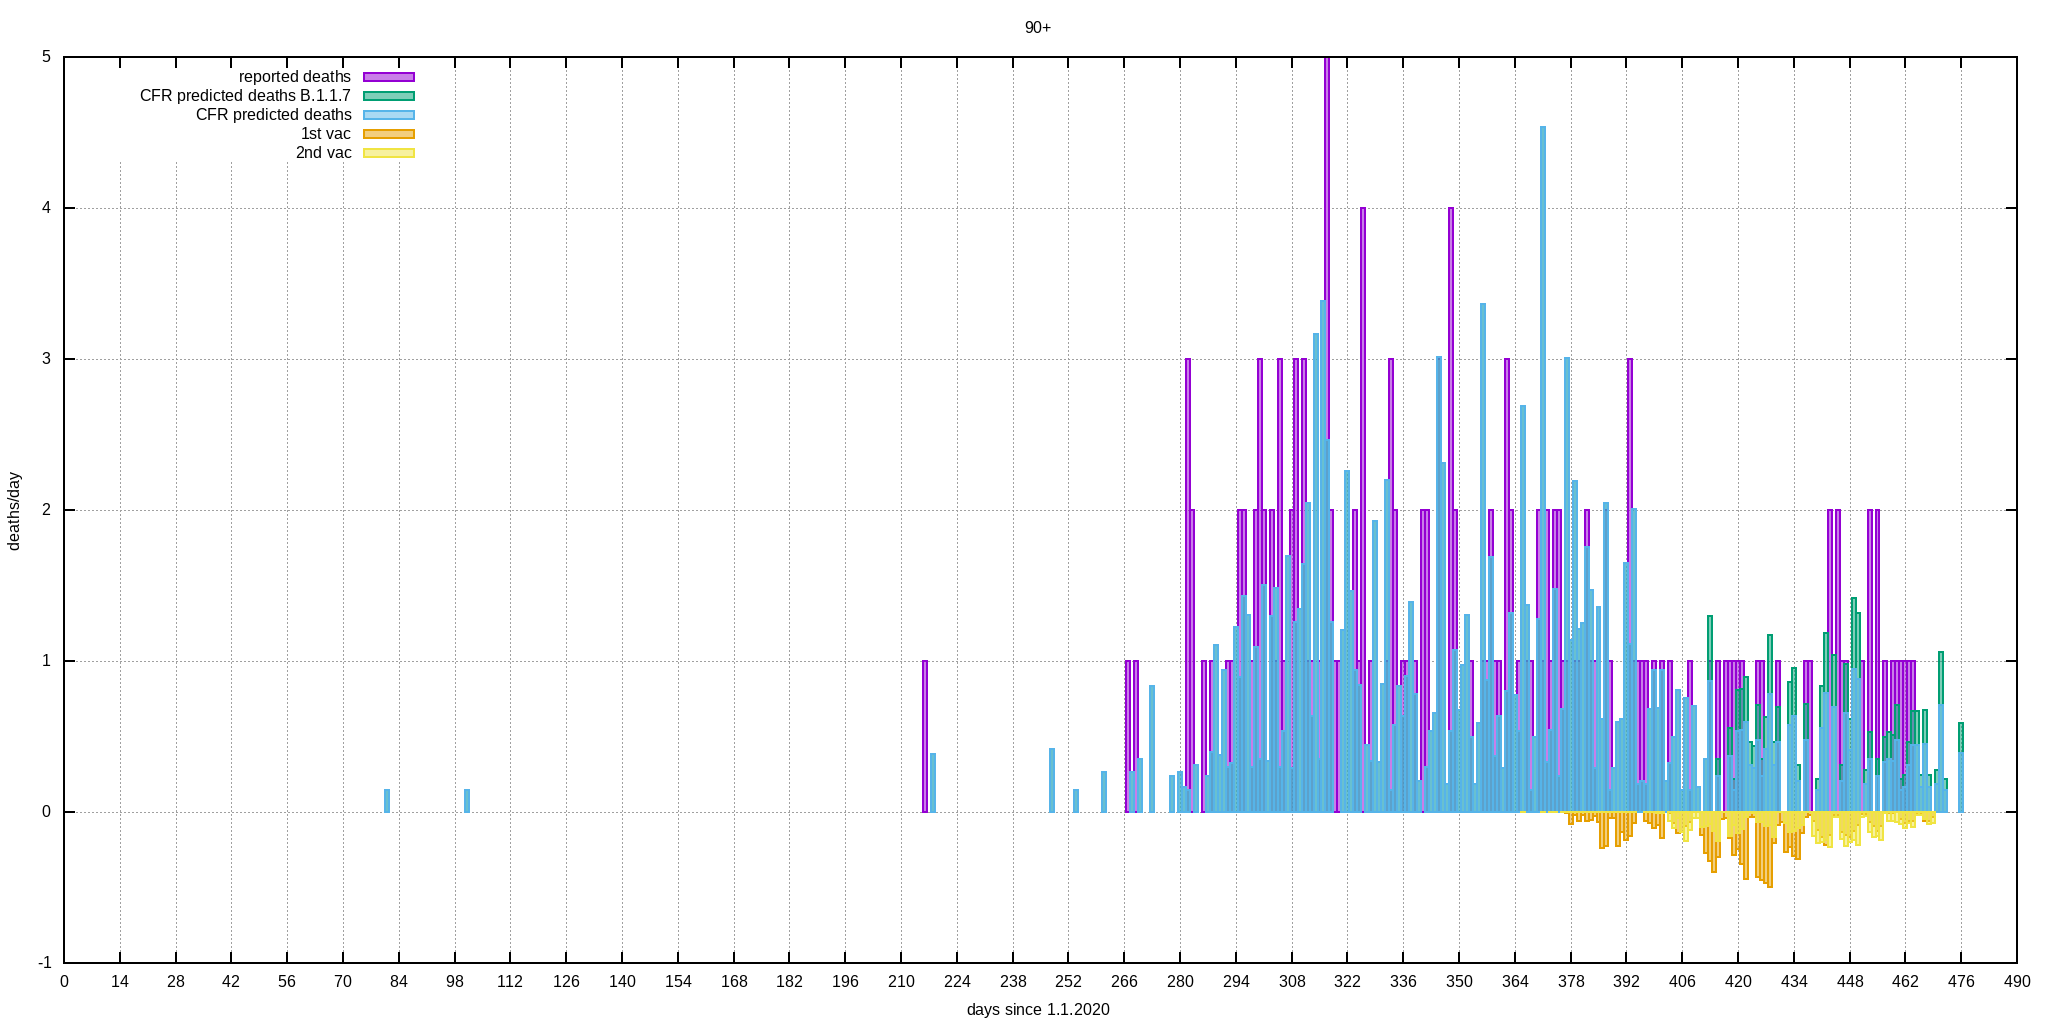 90+
5
reported deaths
CFR predicted deaths B.1.1.7
CFR predicted deaths
1st vac
2nd vac
4
3
2
1
0
-1
deaths/day
0 14 28 42 56 70 84 98 112 126 140 154 168 182 196 210 224 238 252 266 280 294 308 322 336 350 364 378 392 406 420 434 448 462 476 490
days since 1.1.2020